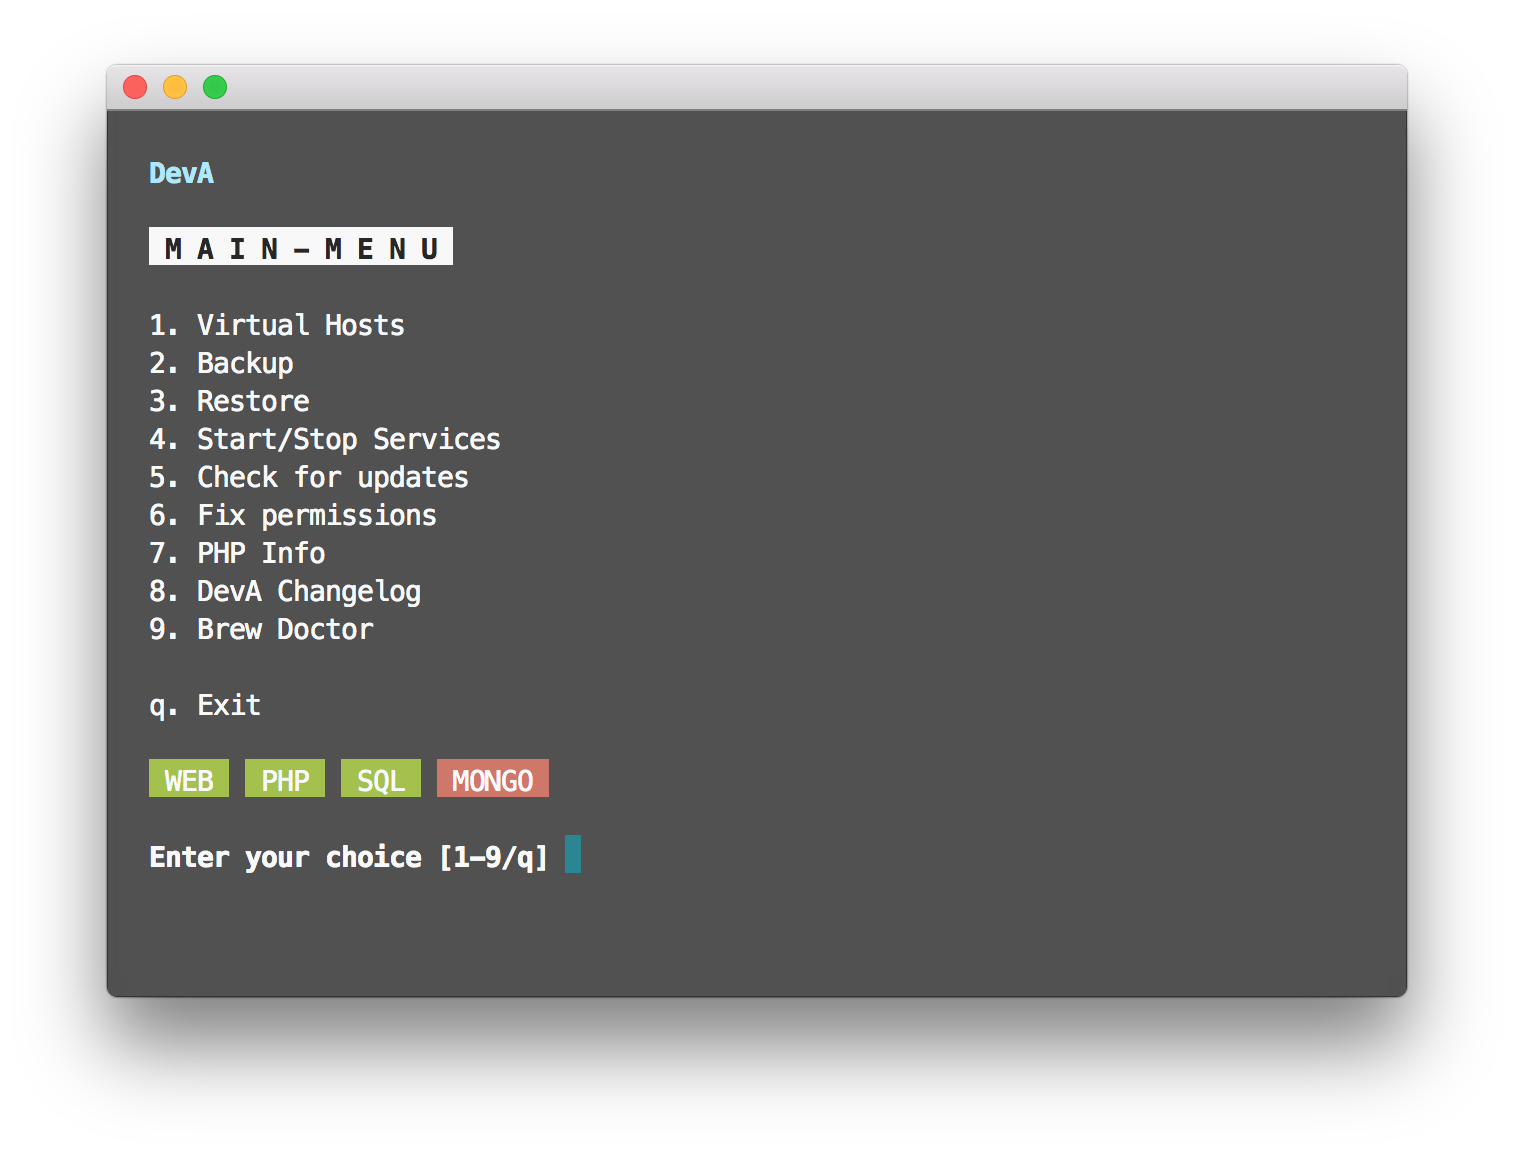 DevA
MAIN-MENU
1. Virtual Hosts
2. Backup
3. Restore
4. Start/Stop Services
5. Check for updates
6. Fix permissions
7. PHP Info
8. DevA Changelog
9. Brew Doctor
q. Exit
WEB PHP SQL MONGO
Enter your choice [1-9/q]